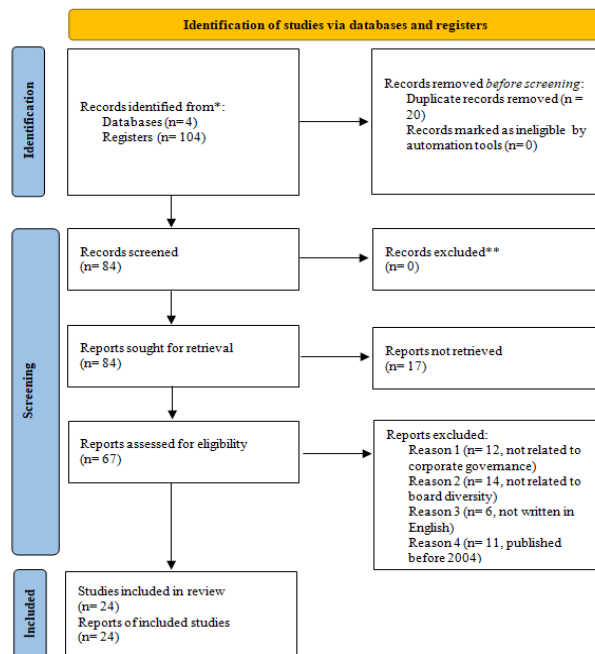 Identification of studies via databases and registers
Identification
Records identified from*:
Databases (n= 4)
Registers (n= 104)
Records removed before screening:
Duplicate records removed (n =
20)
Records marked as ineligible by
automation tools (n= 0)
Screening
Records screened
(n= 84)
Records excluded**
(n= 0)
Reports sought for retrieval
(n= 84)
Reports not retrieved
(n= 17)
Reports assessed for eligibility
(n= 67)
Reports excluded:
Reason 1 (n= 12, not related to
corporate governance)
Reason 2 (n= 14, not related to
board diversity)
Reason 3 (n= 6, not written in
English)
Reason 4 (n= 11, published
before 2004)
Included
Studies included in review
(n= 24)
Reports of included studies
(n= 24)